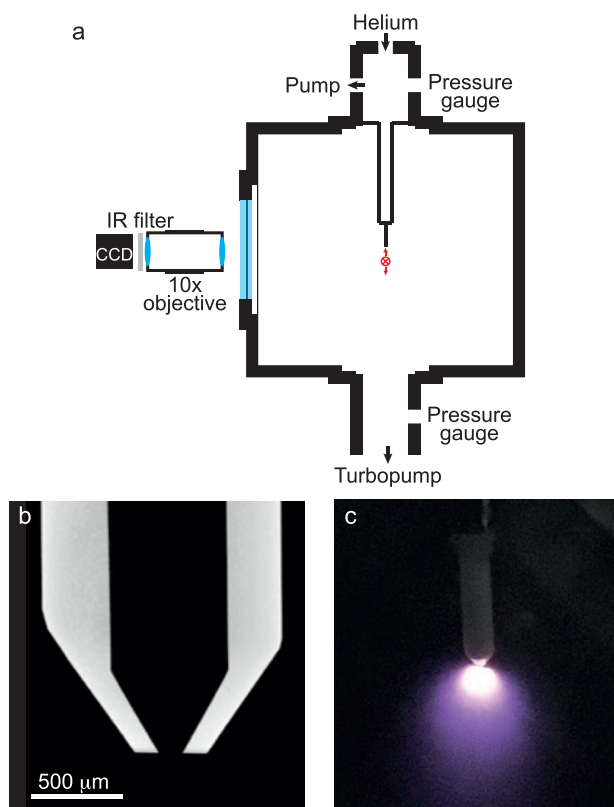 a
Helium
Pump
Pressure
gauge
IR filter
CCD
10x
objective
Pressure
gauge
Turbopump
b
c
500 μm